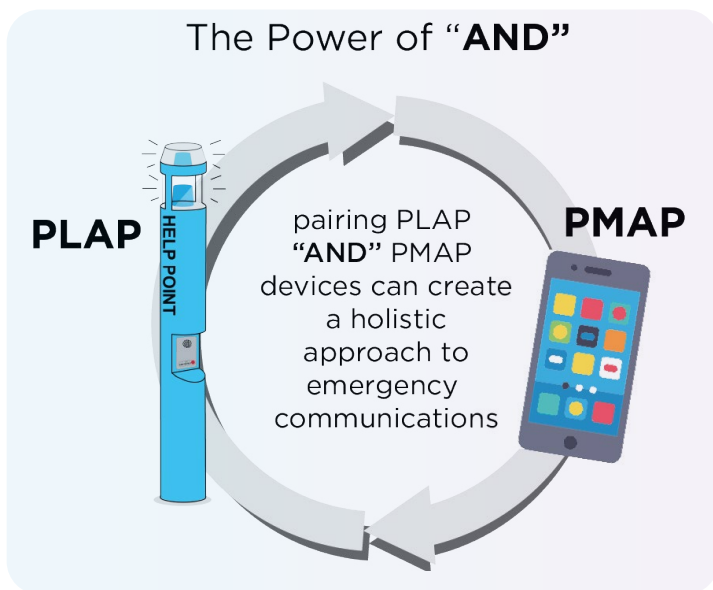 The Power of “AND”
PLAP
HELP POINT
PMAP
pairing PLAP
“AND” PMAP
devices can create
a holistic
approach to
emergency
communications